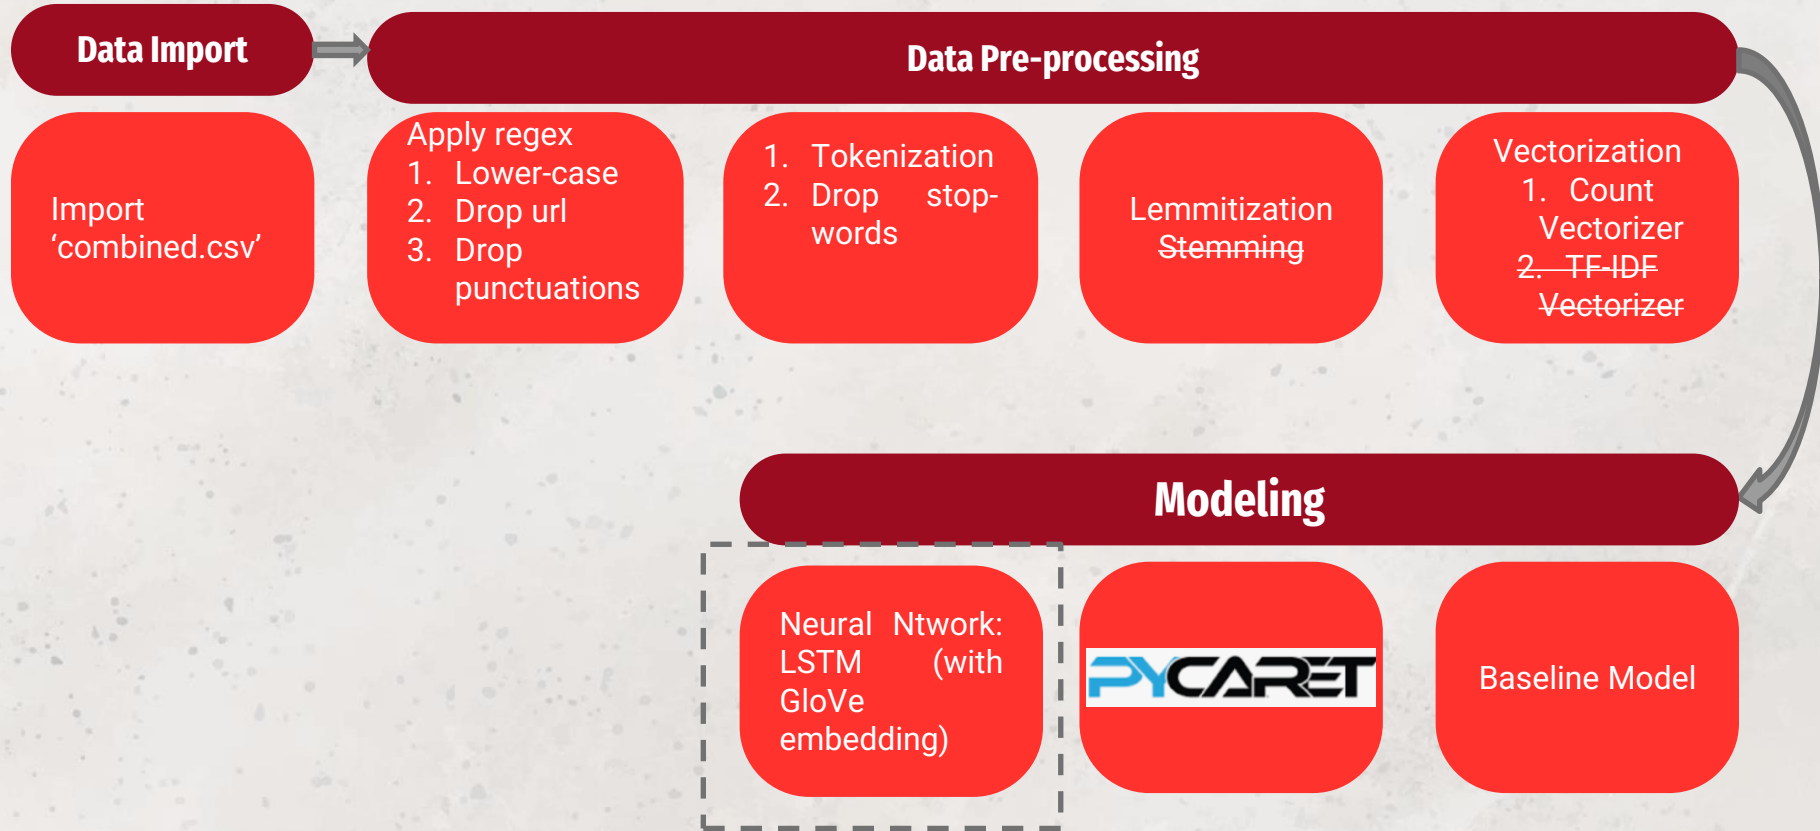 Data Import
Data Pre-processing
Import
‘combined.csv’
Apply regex
1. Lower-case
2. Drop url
3. Drop
punctuations
1. Tokenization
2. Drop stop-
words
Lemmitization
Stemming
Vectorization
1. Count
Vectorizer
2. TF-IDF
Vectorizer
Modeling
Neural Ntwork:
LSTM (with
GloVe
embedding)
PYCARET
Baseline Model